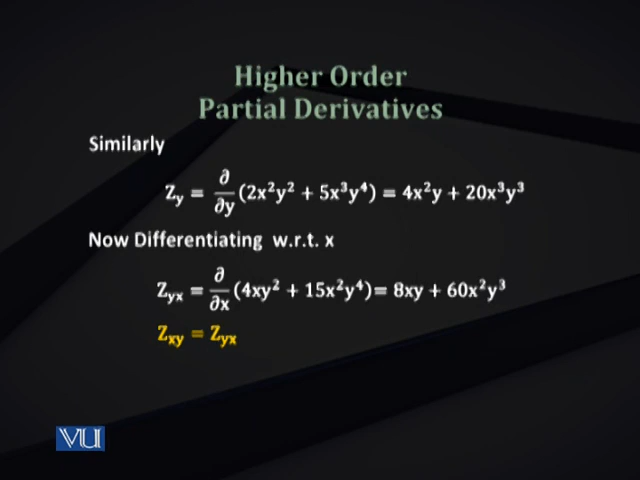 Higher Order
Partial Derivatives
Similarly
Zy = ∂/∂y (2x²y² + 5x³y⁴) = 4x²y + 20x³y³
Now Differentiating w.r.t. x
Zyx = ∂/∂x (4xy² + 15x²y⁴)= 8xy + 60x²y³
Zxy = Zyx
VU